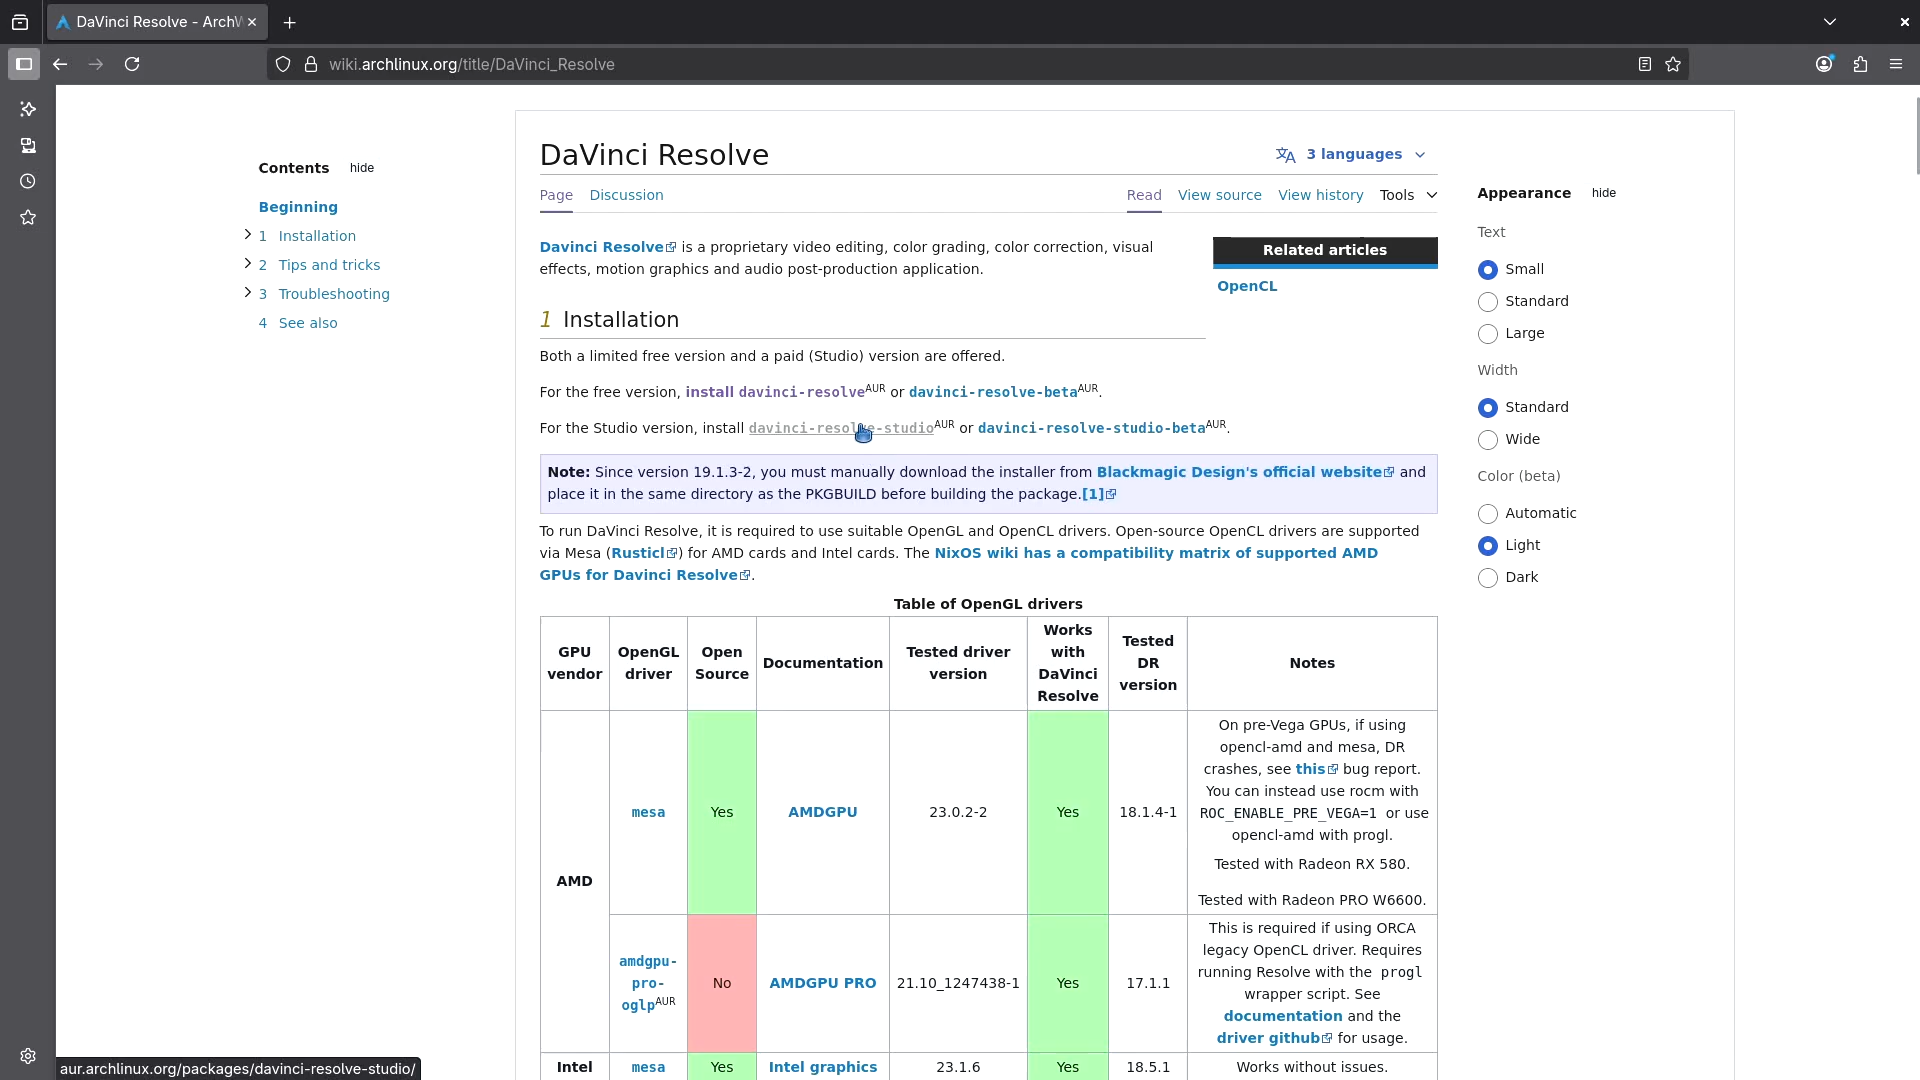 DaVinci Resolve - ArchW
wiki.archlinux.org/title/DaVinci_Resolve
Contents hide
Beginning
1 Installation
2 Tips and tricks
3 Troubleshooting
4 See also
DaVinci Resolve
3 languages
Page Discussion Read View source View history Tools
Davinci Resolve is a proprietary video editing, color grading, color correction, visual
effects, motion graphics and audio post-production application.
Related articles
OpenCL
1 Installation
Both a limited free version and a paid (Studio) version are offered.
For the free version, install davinci-resolveAUR or davinci-resolve-betaAUR.
For the Studio version, install davinci-resolve-studioAUR or davinci-resolve-studio-betaAUR.
Note: Since version 19.1.3-2, you must manually download the installer from Blackmagic Design's official website and
place it in the same directory as the PKGBUILD before building the package.[1]
To run DaVinci Resolve, it is required to use suitable OpenGL and OpenCL drivers. Open-source OpenCL drivers are supported
via Mesa (Rusticl) for AMD cards and Intel cards. The NixOS wiki has a compatibility matrix of supported AMD
GPUs for Davinci Resolve.
Table of OpenGL drivers
GPU
vendor
OpenGL
driver
Open
Source
Documentation
Tested driver
version
Works
with
DaVinci
Resolve
Tested
DR
version
Notes
AMD
mesa
Yes
AMDGPU
23.0.2-2
Yes
18.1.4-1
On pre-Vega GPUs, if using
opencl-amd and mesa, DR
crashes, see this bug report.
You can instead use rocm with
ROC_ENABLE_PRE_VEGA=1 or use
opencl-amd with progl.
Tested with Radeon RX 580.
Tested with Radeon PRO W6600.
amdgpu-
pro-
oglpAUR
No
AMDGPU PRO
21.10_1247438-1
Yes
17.1.1
This is required if using ORCA
legacy OpenCL driver. Requires
running Resolve with the progl
wrapper script. See
documentation and the
driver github for usage.
Intel
mesa
Yes
Intel graphics
23.1.6
Yes
18.5.1
Works without issues.
Appearance hide
Text
Small
Standard
Large
Width
Standard
Wide
Color (beta)
Automatic
Light
Dark
aur.archlinux.org/packages/davinci-resolve-studio/